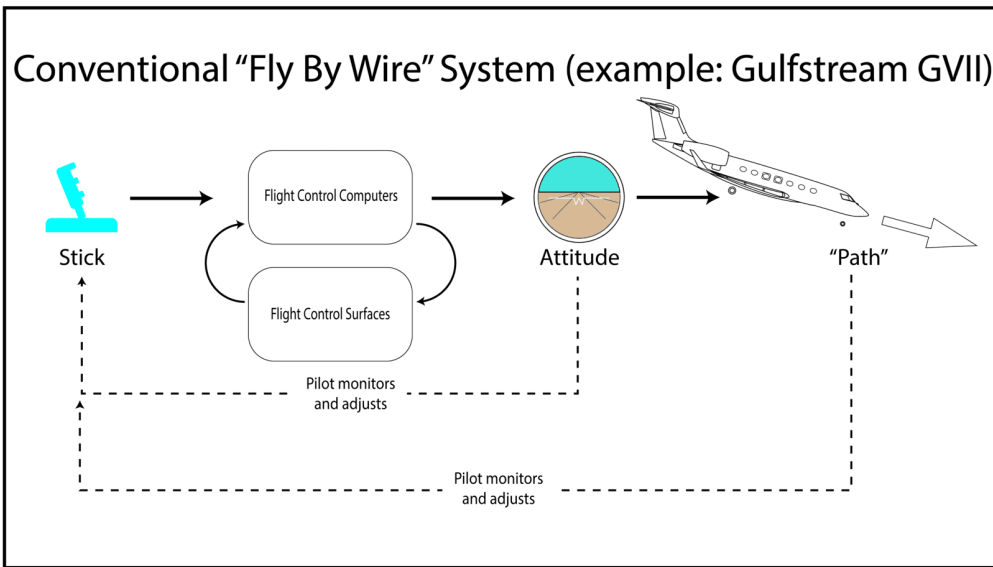 Conventional “Fly By Wire” System (example: Gulfstream GVII)
Flight Control Computers
Stick
Attitude
“Path”
Flight Control Surfaces
Pilot monitors
and adjusts
Pilot monitors
and adjusts